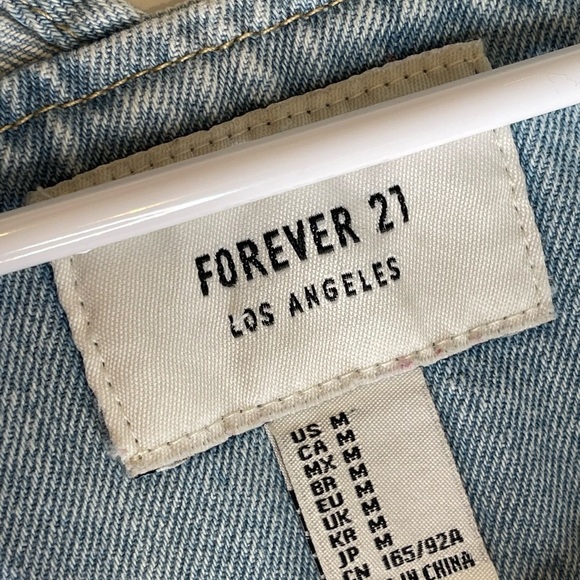 FOREVER 21
LOS ANGELES
US M
CA M
MX M
BR M
EU M
UK M
KR M
JP M
CN 165/92A
IN CHINA